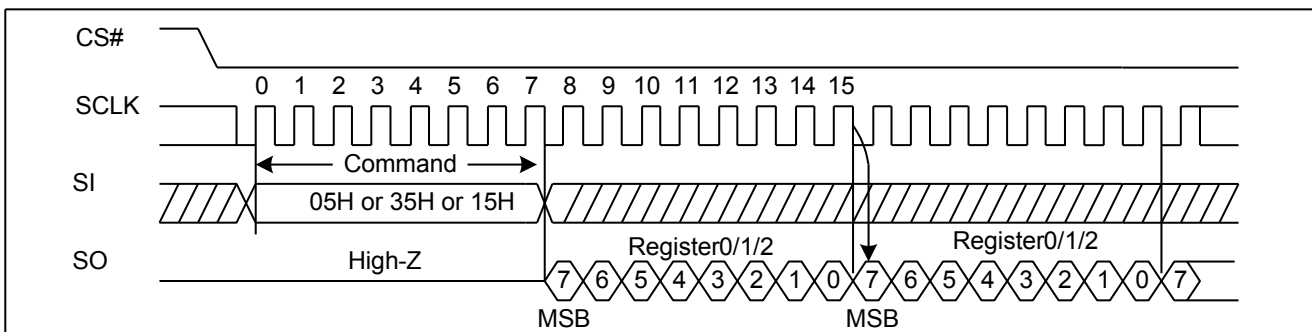 CS#
0 1 2 3 4 5 6 7 8 9 10 11 12 13 14 15
SCLK
Command
SI
05H or 35H or 15H
Register0/1/2 Register0/1/2
SO
High-Z
7 6 5 4 3 2 1 0 7 6 5 4 3 2 1 0 7
MSB MSB